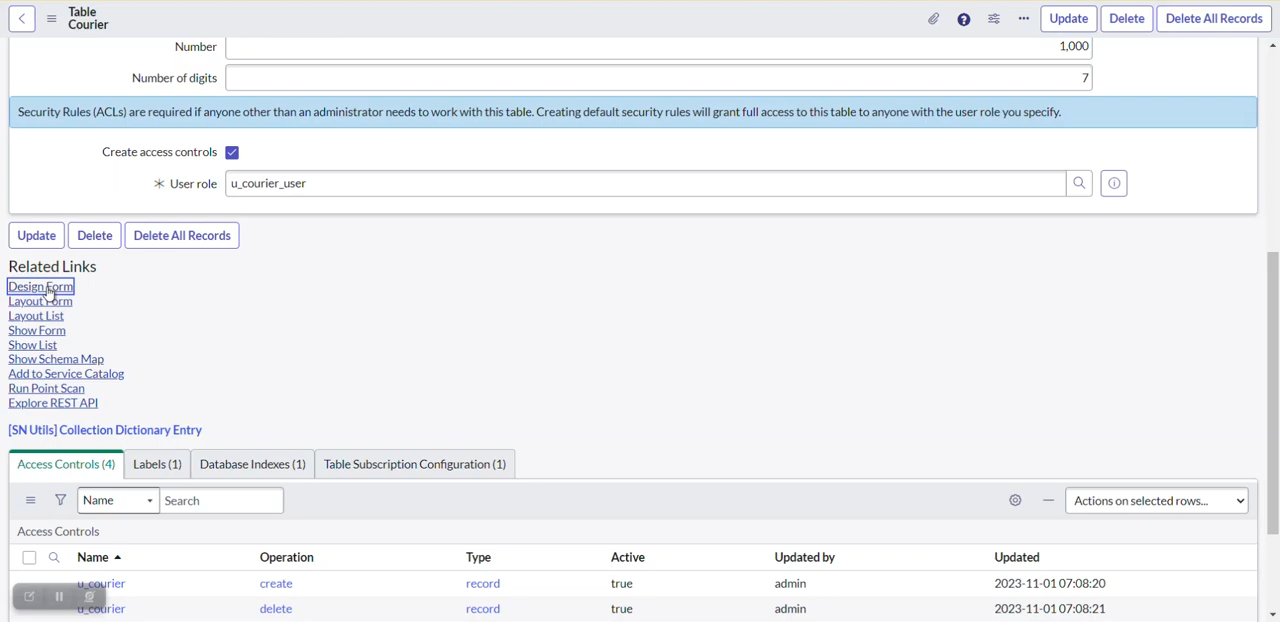 Table
Courier
Update Delete Delete All Records
Number 1,000
Number of digits 7
Security Rules (ACLs) are required if anyone other than an administrator needs to work with this table. Creating default security rules will grant full access to this table to anyone with the user role you specify.
Create access controls
User role u_courier_user
Update Delete Delete All Records
Related Links
Design Form
Layout Form
Layout List
Show Form
Show List
Show Schema Map
Add to Service Catalog
Run Point Scan
Explore REST API
[SN Utils] Collection Dictionary Entry
Access Controls (4) Labels (1) Database Indexes (1) Table Subscription Configuration (1)
Name Search Actions on selected rows...
Access Controls
Name Operation Type Active Updated by Updated
u_courier create record true admin 2023-11-01 07:08:20
u_courier delete record true admin 2023-11-01 07:08:21